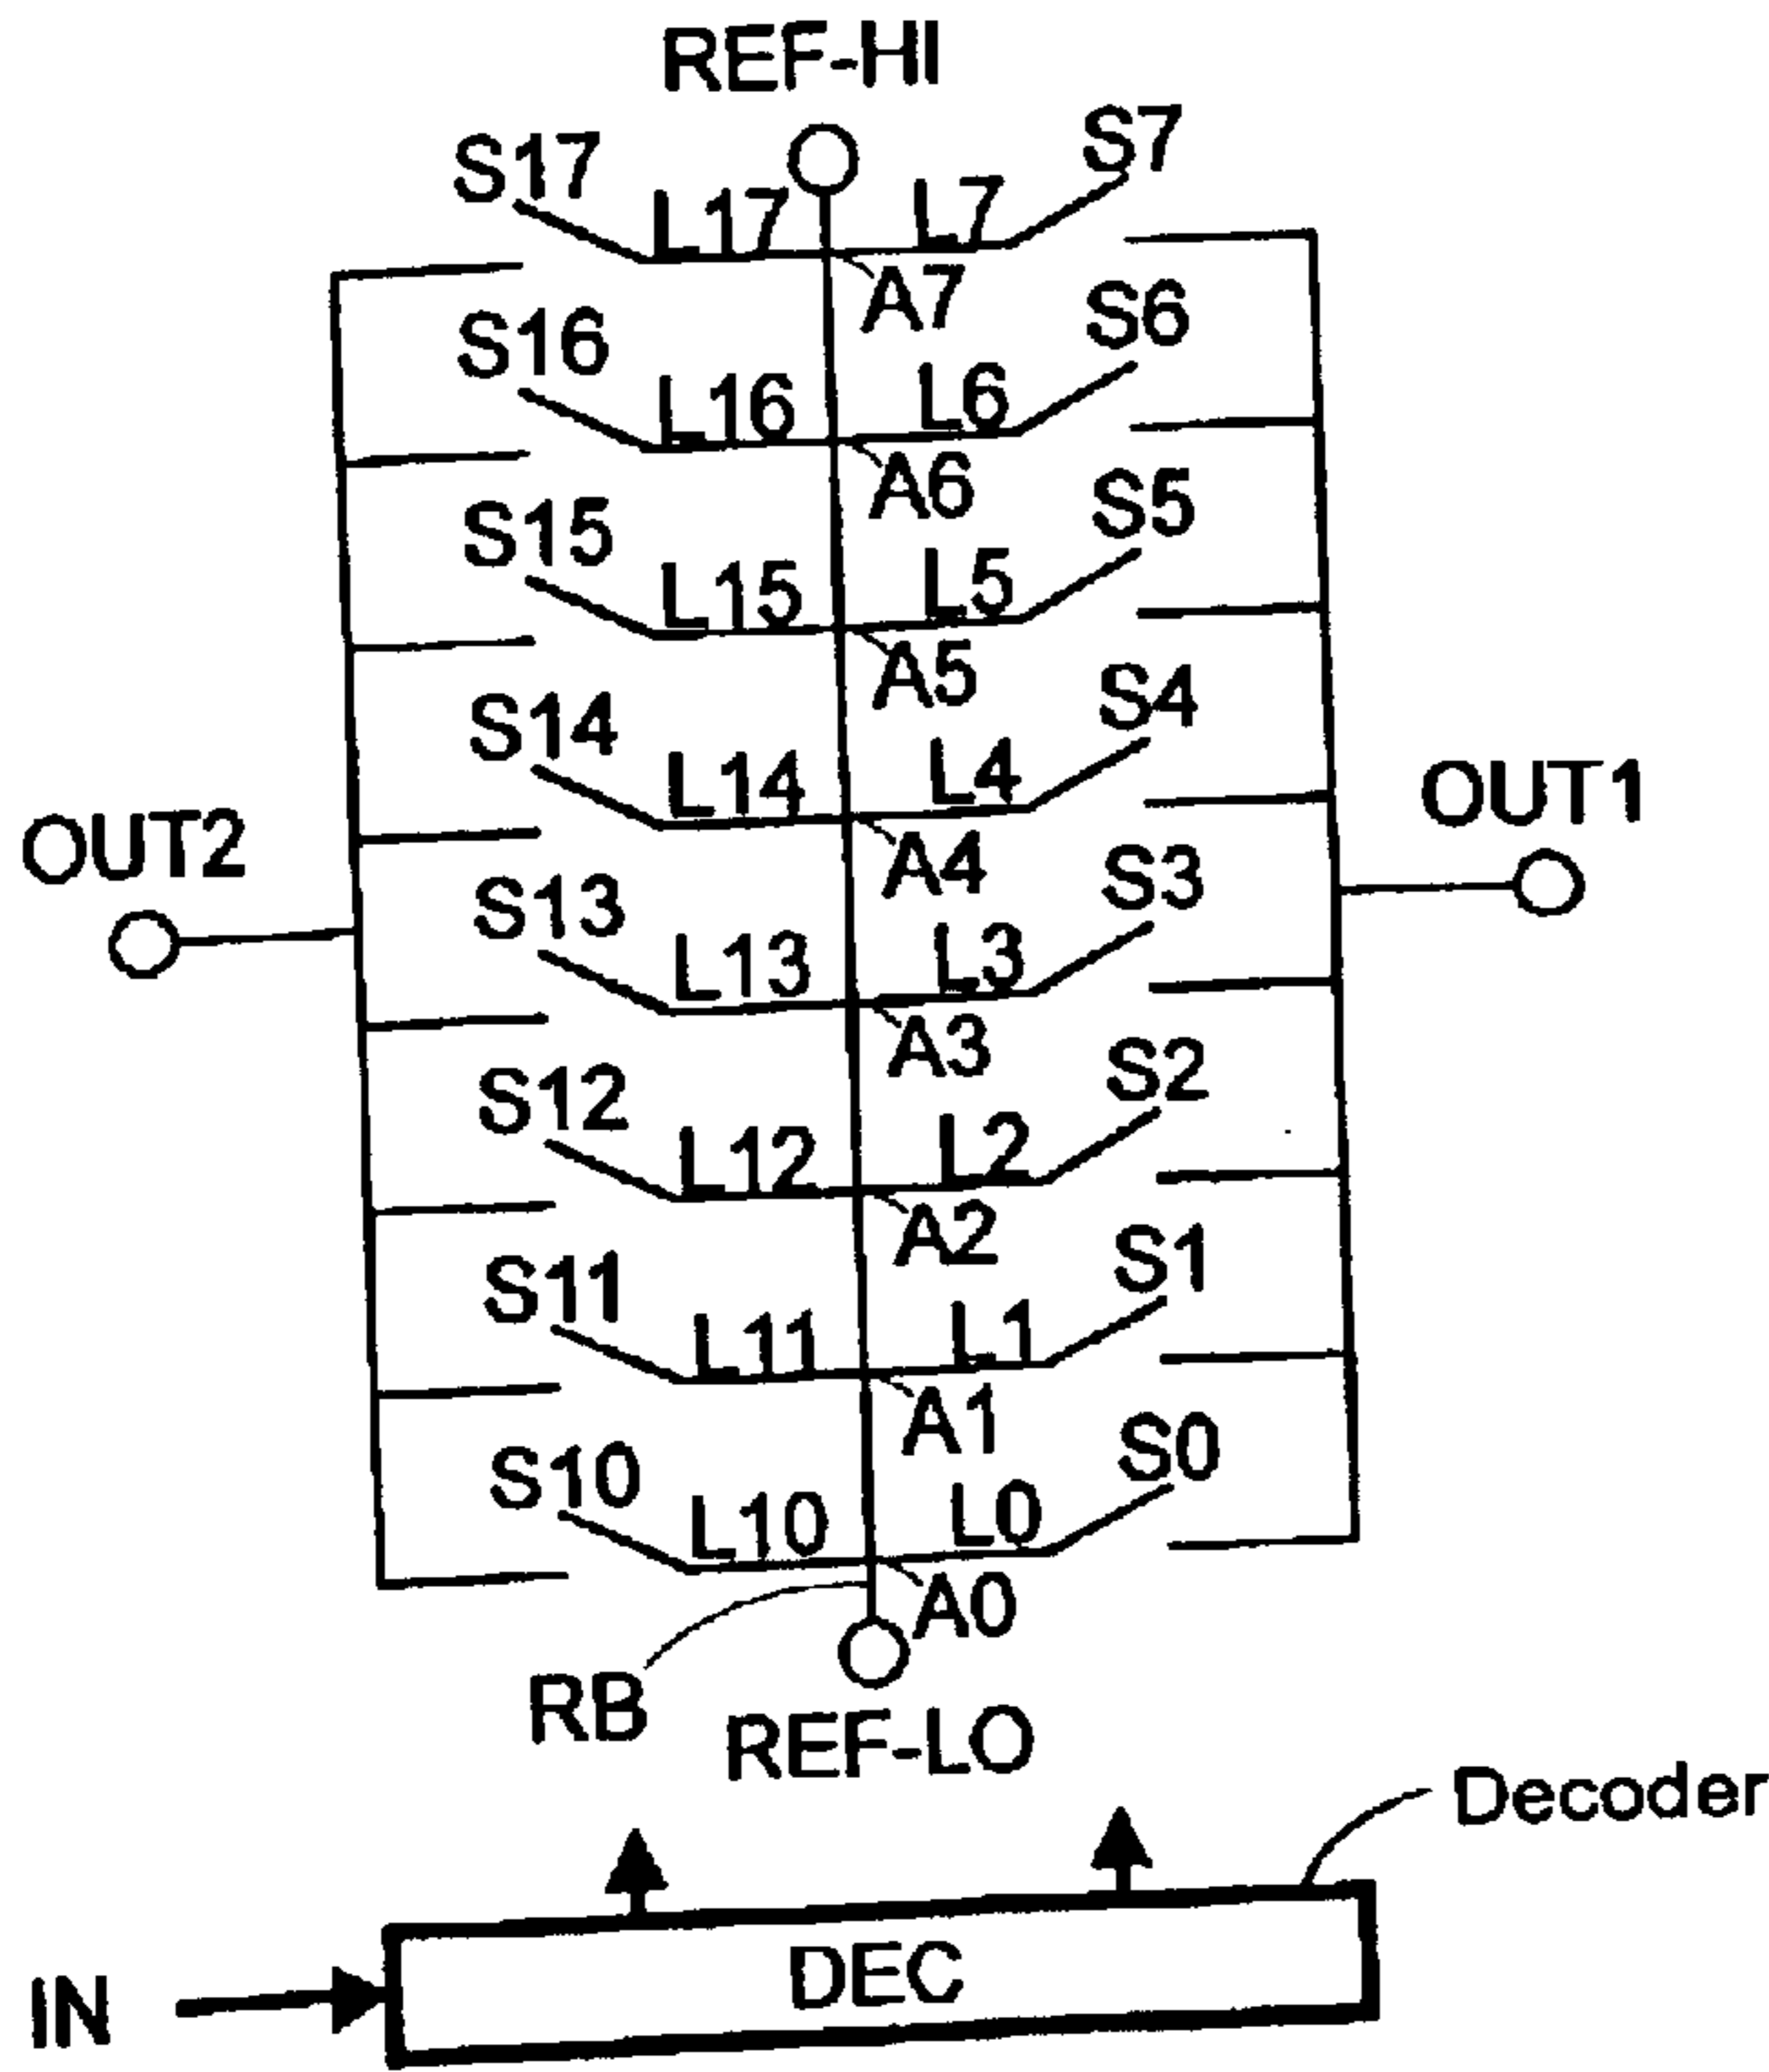 REF-HI
S17 L17 L7 S7
A7
S16 L16 L6 S6
A6
S15 L15 L5 S5
A5
S14 L14 L4 S4
A4
OUT2
OUT1
S13 L13 L3 S3
A3
S12 L12 L2 S2
A2
S11 L11 L1 S1
A1
S10 L10 L0 S0
A0
RB
REF-LO
Decoder
IN
DEC